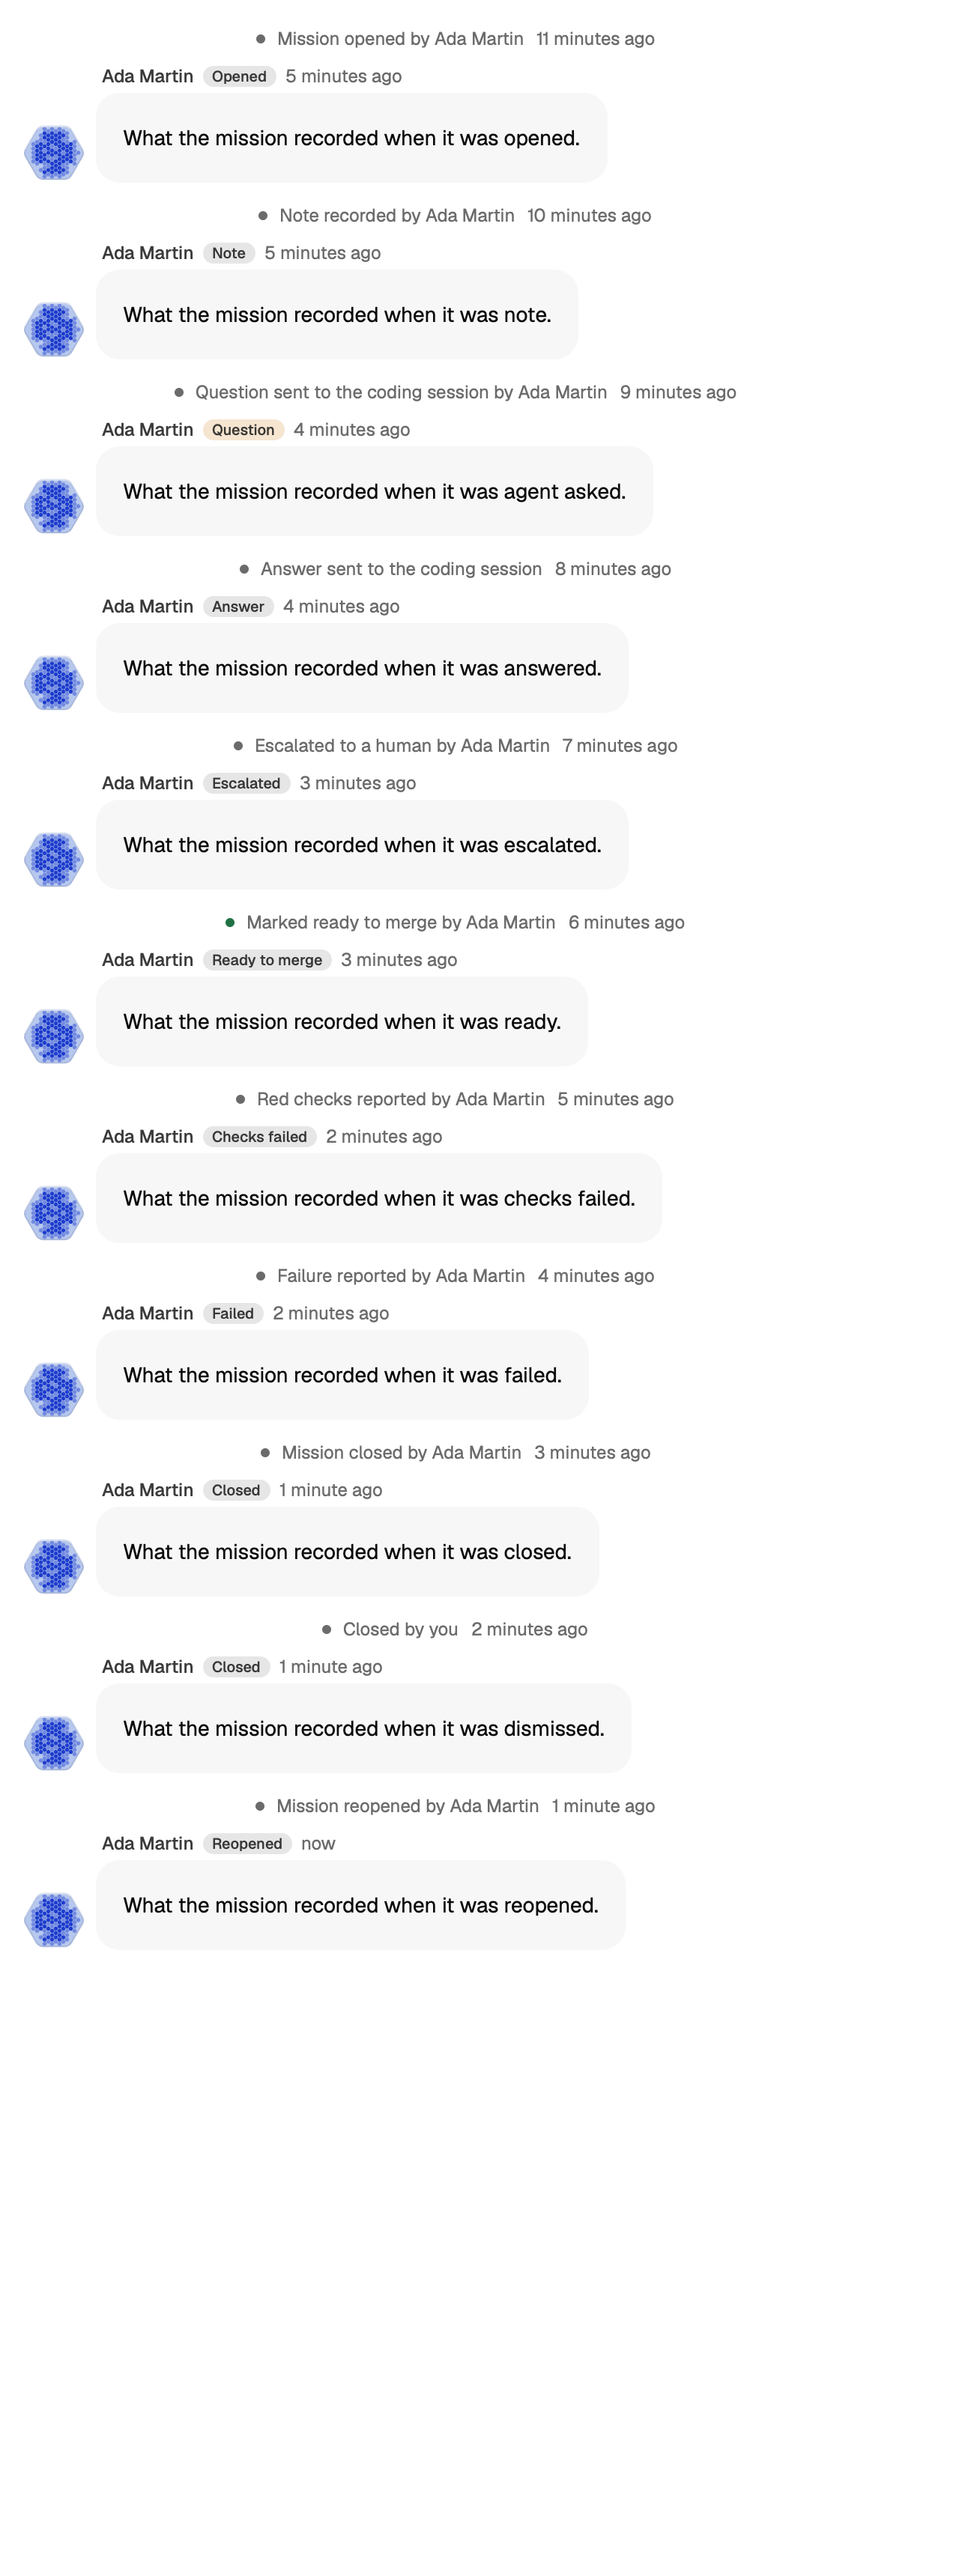 Mission opened by Ada Martin 11 minutes ago
Ada Martin Opened 5 minutes ago
What the mission recorded when it was opened.
Note recorded by Ada Martin 10 minutes ago
Ada Martin Note 5 minutes ago
What the mission recorded when it was note.
Question sent to the coding session by Ada Martin 9 minutes ago
Ada Martin Question 4 minutes ago
What the mission recorded when it was agent asked.
Answer sent to the coding session 8 minutes ago
Ada Martin Answer 4 minutes ago
What the mission recorded when it was answered.
Escalated to a human by Ada Martin 7 minutes ago
Ada Martin Escalated 3 minutes ago
What the mission recorded when it was escalated.
Marked ready to merge by Ada Martin 6 minutes ago
Ada Martin Ready to merge 3 minutes ago
What the mission recorded when it was ready.
Red checks reported by Ada Martin 5 minutes ago
Ada Martin Checks failed 2 minutes ago
What the mission recorded when it was checks failed.
Failure reported by Ada Martin 4 minutes ago
Ada Martin Failed 2 minutes ago
What the mission recorded when it was failed.
Mission closed by Ada Martin 3 minutes ago
Ada Martin Closed 1 minute ago
What the mission recorded when it was closed.
Closed by you 2 minutes ago
Ada Martin Closed 1 minute ago
What the mission recorded when it was dismissed.
Mission reopened by Ada Martin 1 minute ago
Ada Martin Reopened now
What the mission recorded when it was reopened.